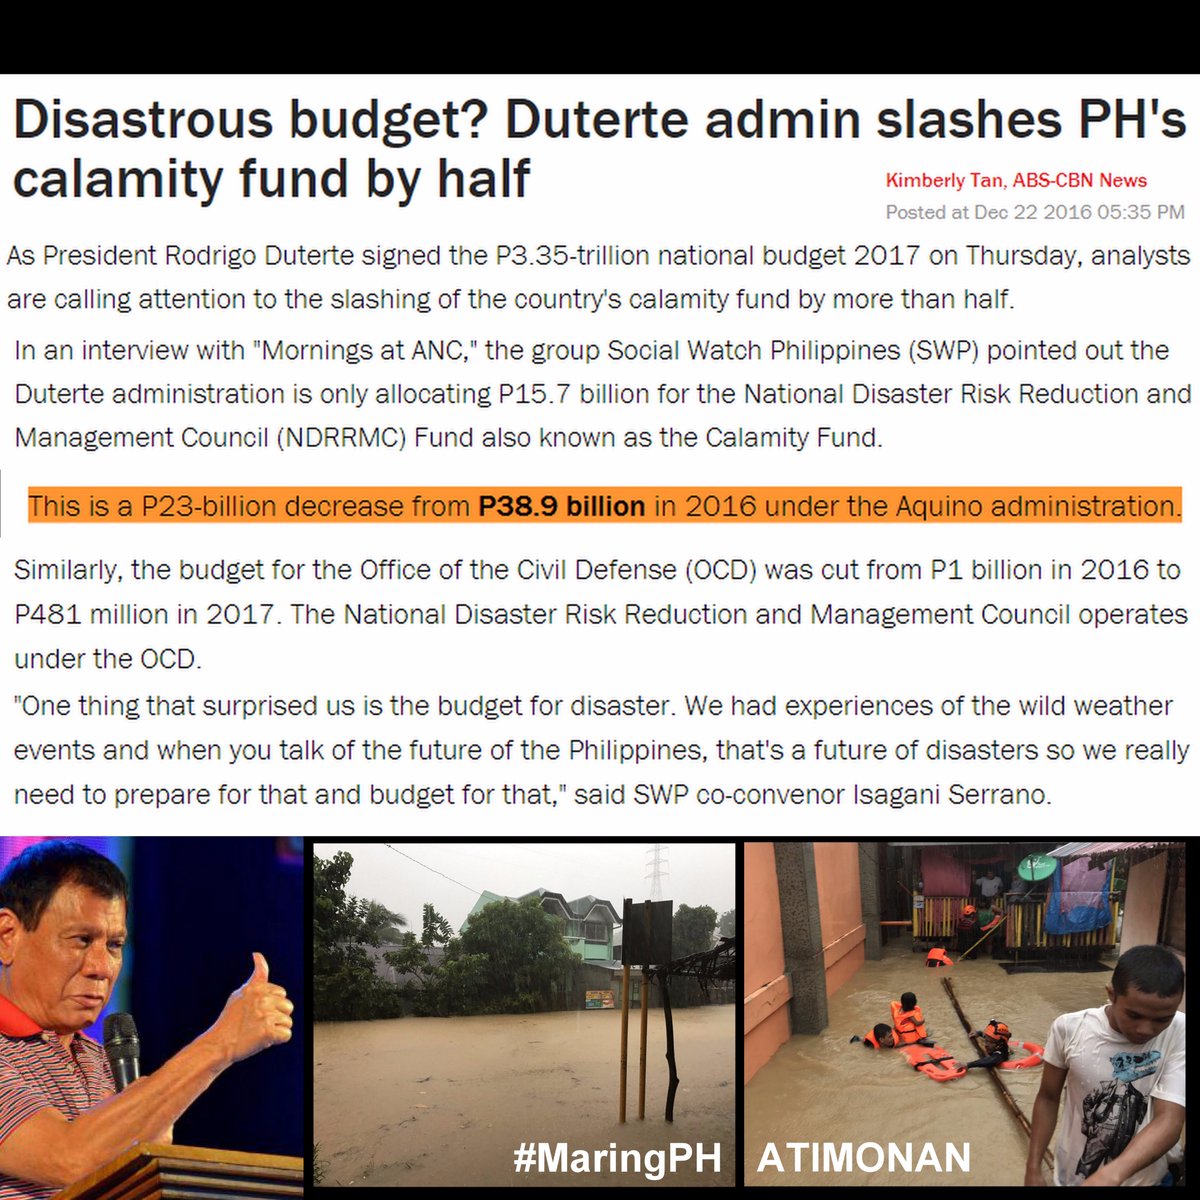 Disastrous budget? Duterte admin slashes PH's
calamity fund by half
Kimberly Tan, ABS-CBN News
Posted at Dec 22 2016 05:35 PM
As President Rodrigo Duterte signed the P3.35-trillion national budget 2017 on Thursday, analysts
are calling attention to the slashing of the country's calamity fund by more than half.
In an interview with "Mornings at ANC," the group Social Watch Philippines (SWP) pointed out the
Duterte administration is only allocating P15.7 billion for the National Disaster Risk Reduction and
Management Council (NDRRMC) Fund also known as the Calamity Fund.
This is a P23-billion decrease from P38.9 billion in 2016 under the Aquino administration.
Similarly, the budget for the Office of the Civil Defense (OCD) was cut from P1 billion in 2016 to
P481 million in 2017. The National Disaster Risk Reduction and Management Council operates
under the OCD.
"One thing that surprised us is the budget for disaster. We had experiences of the wild weather
events and when you talk of the future of the Philippines, that's a future of disasters so we really
need to prepare for that and budget for that," said SWP co-convenor Isagani Serrano.
#MaringPH
ATIMONAN